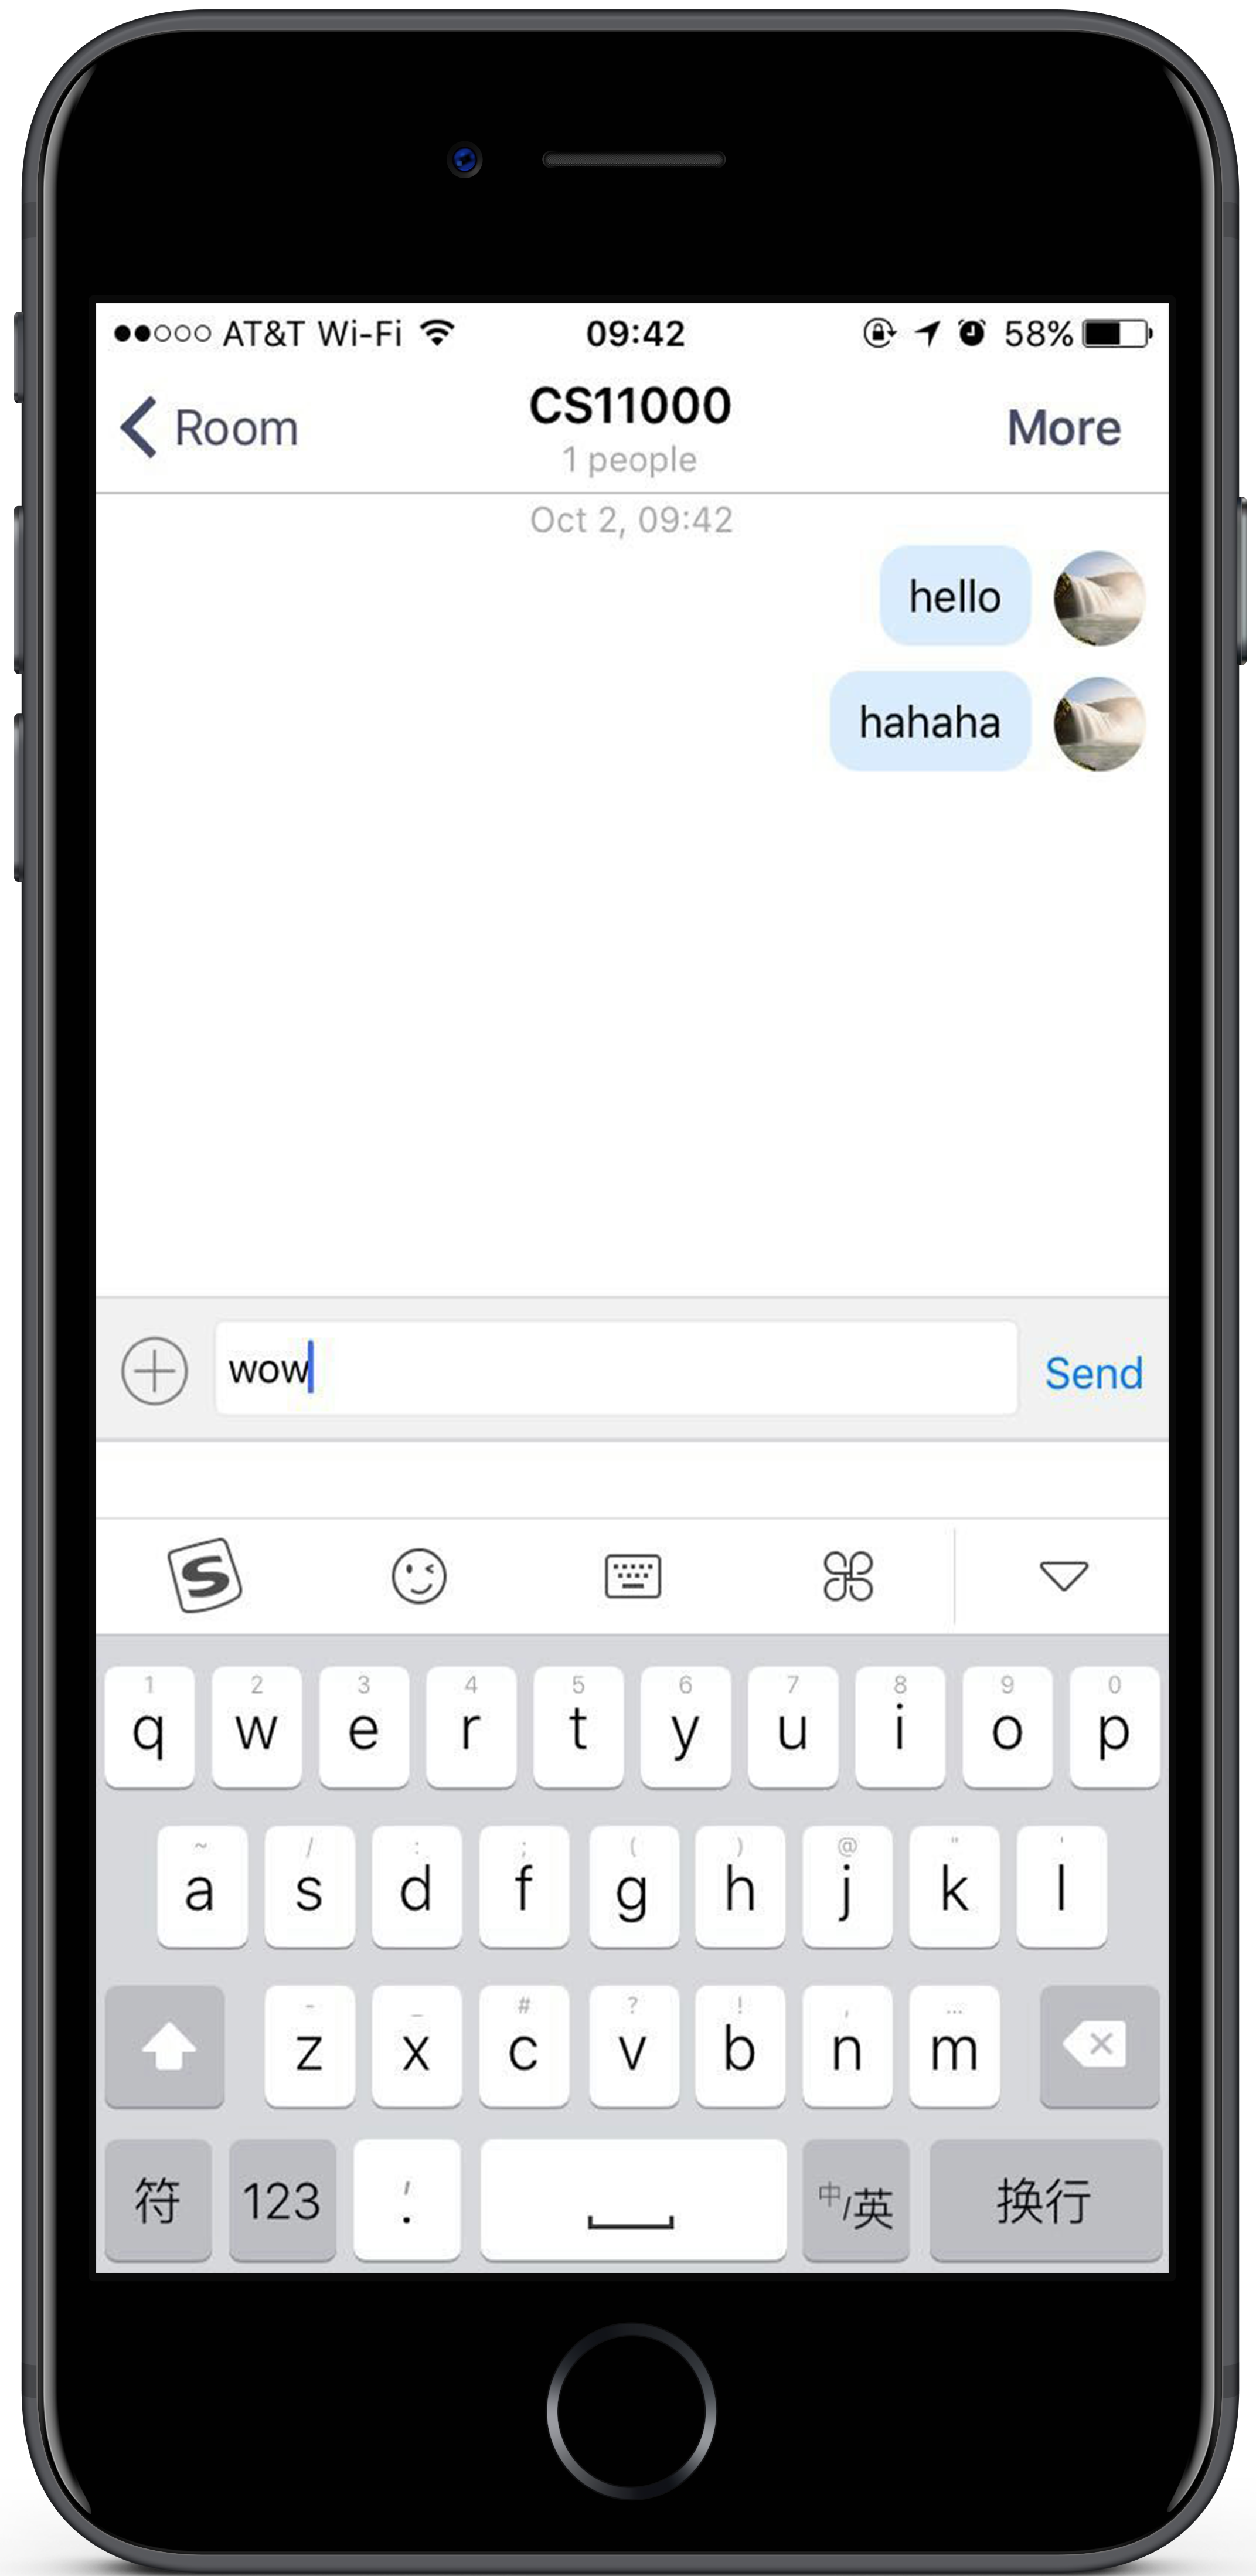 AT&T Wi-Fi 09:42 58%
Room CS11000 More
1 people
Oct 2, 09:42
hello
hahaha
wow Send
S
1 2 3 4 5 6 7 8 9 0
q w e r t y u i o p
~ / : ; ( ) @ " '
a s d f g h j k l
- _ # ? ! , ...
z x c v b n m
符 123 , . 中/英 换行